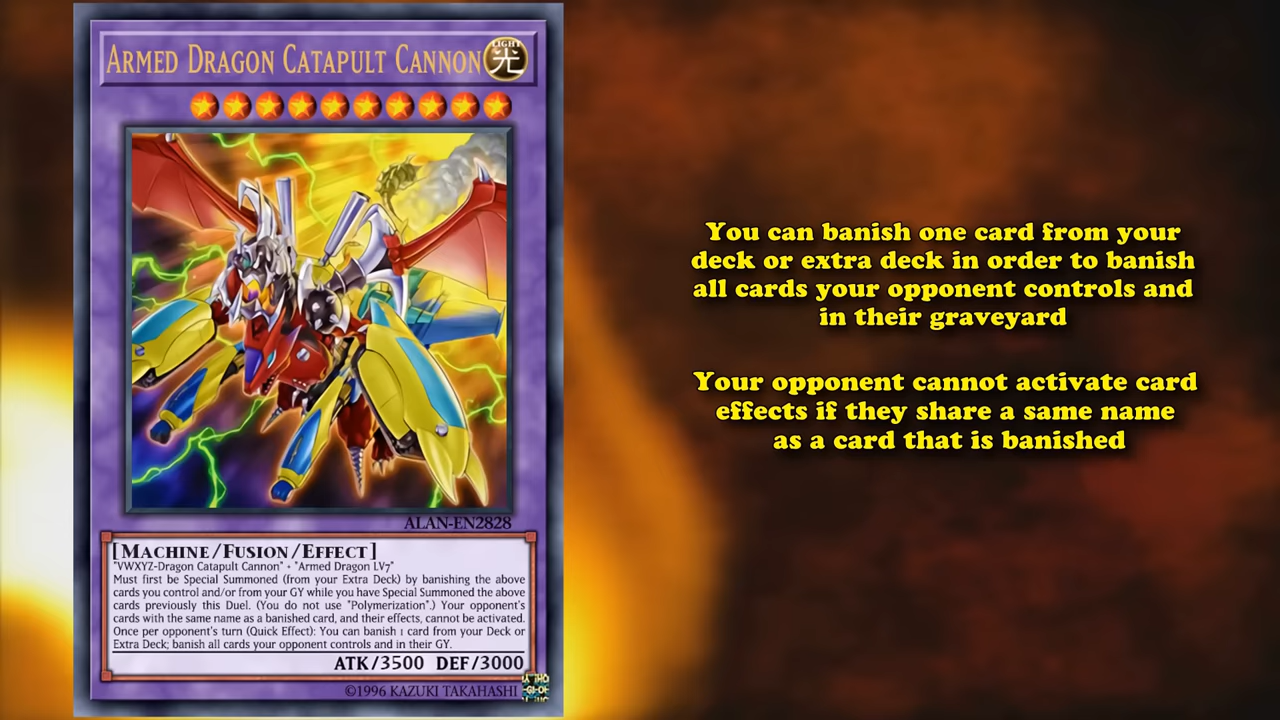 ARMED DRAGON CATAPULT CANNON
LIGHT
光
ALAN-EN2828
[MACHINE/FUSION/EFFECT]
"VWXYZ-Dragon Catapult Cannon" + "Armed Dragon LV7"
Must first be Special Summoned (from your Extra Deck) by banishing the above
cards you control and/or from your GY while you have Special Summoned the above
cards previously this Duel. (You do not use "Polymerization".) Your opponent's
cards with the same name as a banished card, and their effects, cannot be activated.
Once per opponent's turn (Quick Effect): You can banish 1 card from your Deck or
Extra Deck; banish all cards your opponent controls and in their GY.
ATK/3500 DEF/3000
©1996 KAZUKI TAKAHASHI
You can banish one card from your
deck or extra deck in order to banish
all cards your opponent controls and
in their graveyard
Your opponent cannot activate card
effects if they share a same name
as a card that is banished